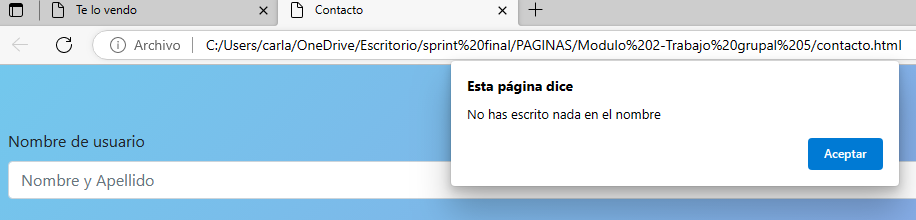 Te lo vendo
Contacto
Archivo
C:/Users/carla/OneDrive/Escritorio/sprint%20final/PAGINAS/Modulo%202-Trabajo%20grupal%205/contacto.html
Esta página dice
No has escrito nada en el nombre
Aceptar
Nombre de usuario
Nombre y Apellido